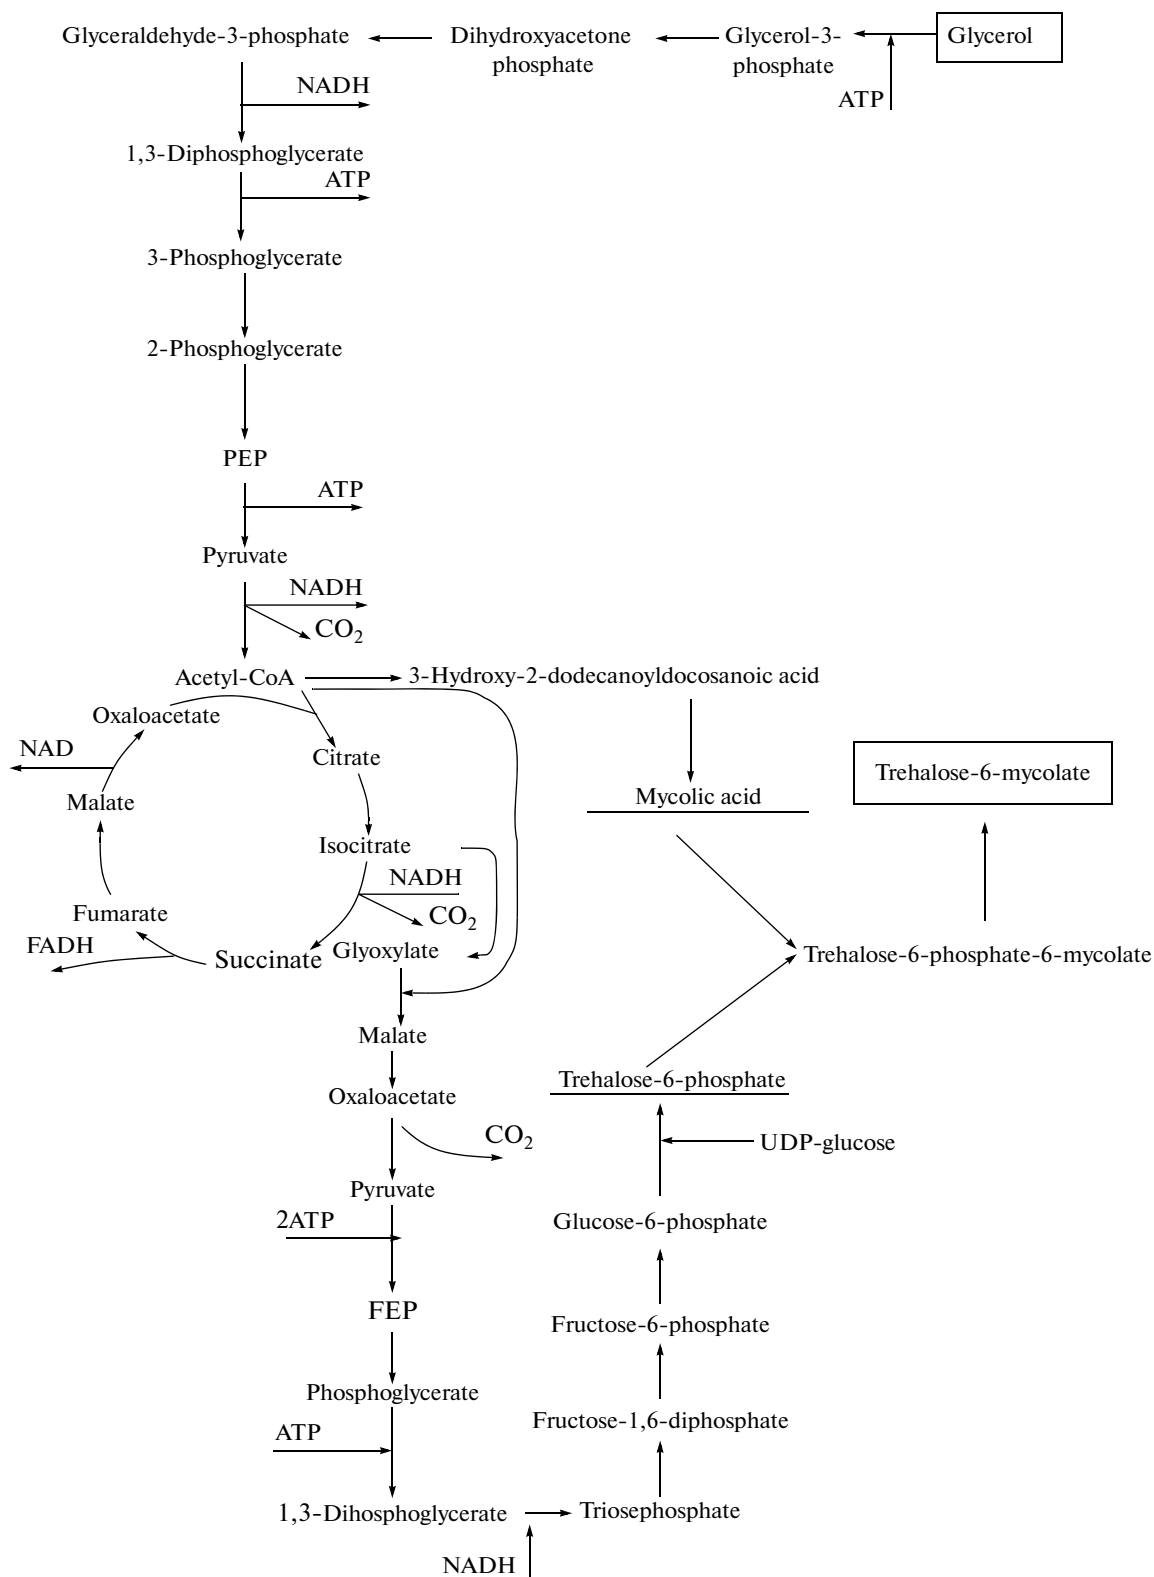 Glyceraldehyde-3-phosphate
Dihydroxyacetone
phosphate
Glycerol-3-
phosphate
Glycerol
ATP
NADH
1,3-Diphosphoglycerate
ATP
3-Phosphoglycerate
2-Phosphoglycerate
PEP
ATP
Pyruvate
NADH
CO2
Acetyl-CoA
3-Hydroxy-2-dodecanoyldocosanoic acid
Oxaloacetate
NAD
Citrate
Malate
Mycolic acid
Trehalose-6-mycolate
Isocitrate
NADH
CO2
Fumarate
FADH
Succinate
Glyoxylate
Trehalose-6-phosphate-6-mycolate
Malate
Oxaloacetate
Trehalose-6-phosphate
CO2
UDP-glucose
Pyruvate
2ATP
Glucose-6-phosphate
FEP
Fructose-6-phosphate
Phosphoglycerate
ATP
Fructose-1,6-diphosphate
1,3-Dihosphoglycerate
Triosephosphate
NADH